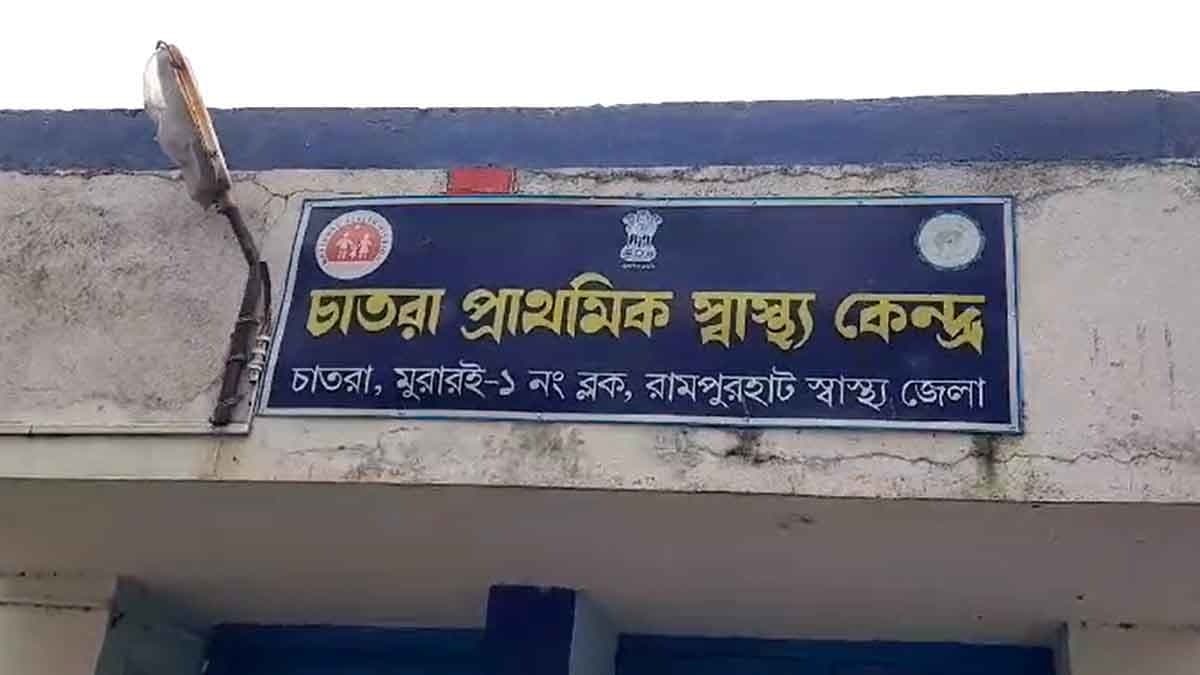 চাতরা প্রাথমিক স্বাস্থ্য কেন্দ্র
চাতরা, মুরারই-১ নং ব্লক, রামপুরহাট স্বাস্থ্য জেলা